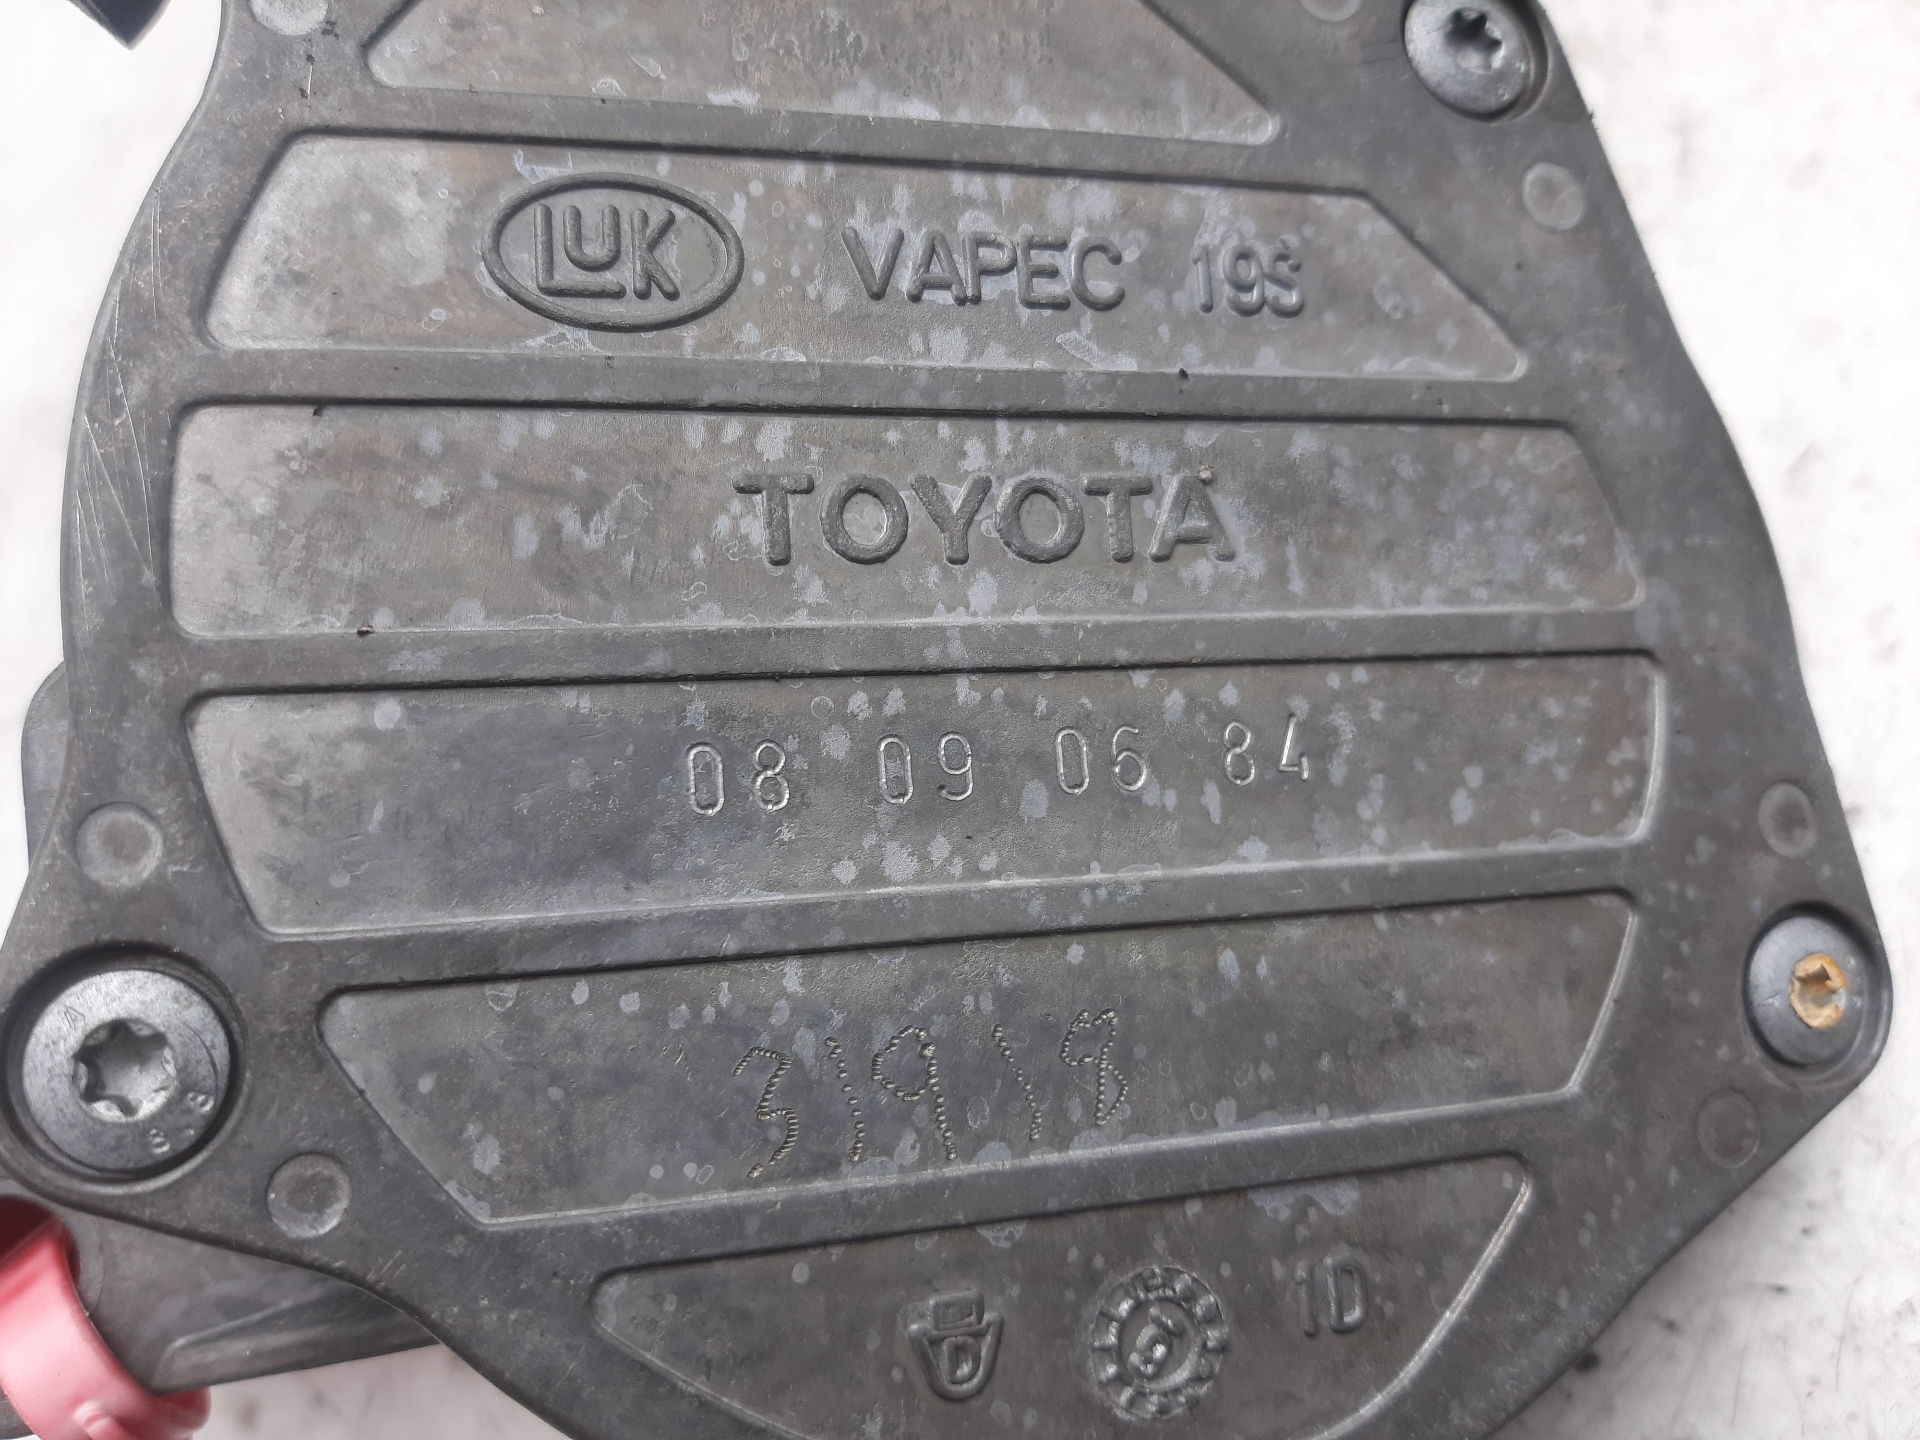 LUK VAPEC 19S
TOYOTA
08 09 06 84
31918
D 1D